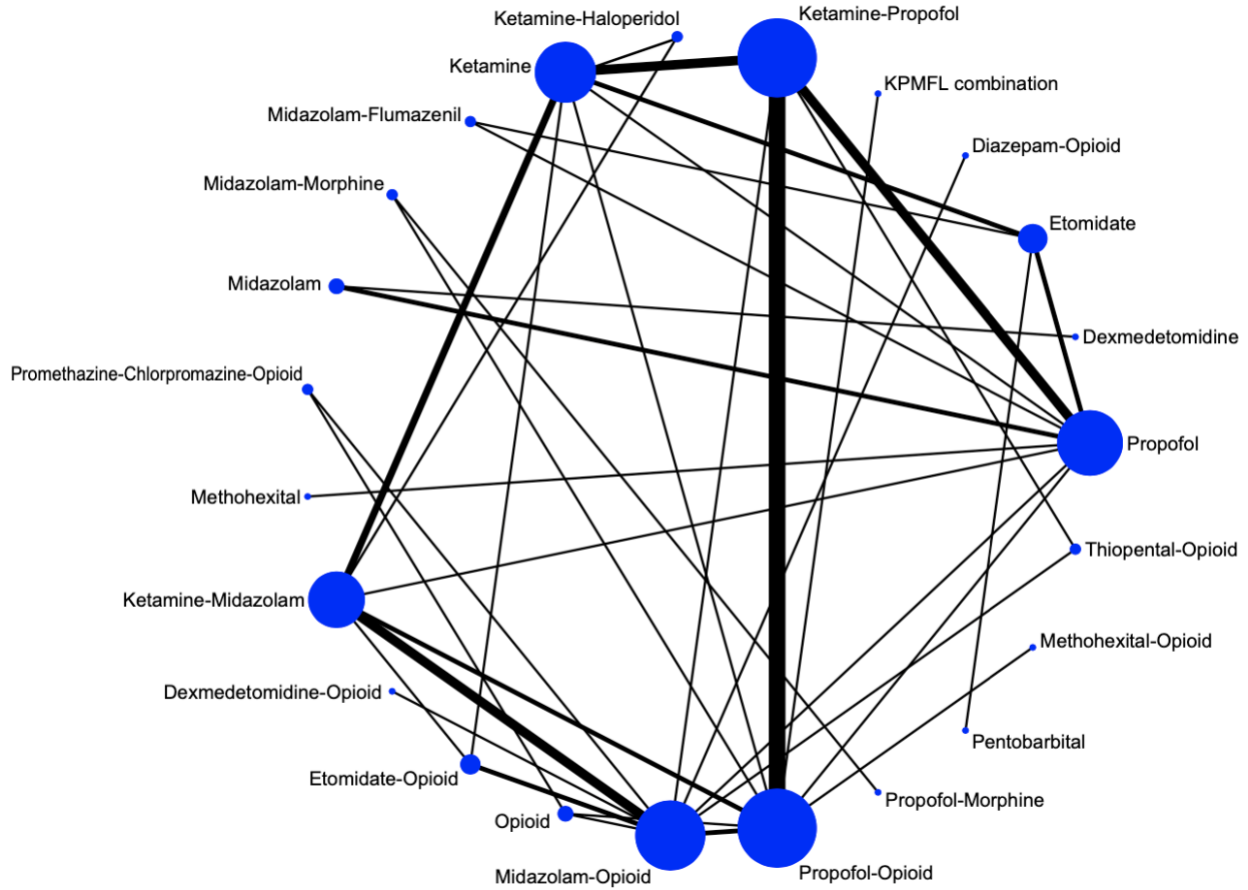 Ketamine-Propofol
Ketamine-Haloperidol
Ketamine
KPMFL combination
Midazolam-Flumazenil
Diazepam-Opioid
Midazolam-Morphine
Etomidate
Midazolam
Dexmedetomidine
Promethazine-Chlorpromazine-Opioid
Propofol
Methohexital
Thiopental-Opioid
Ketamine-Midazolam
Methohexital-Opioid
Dexmedetomidine-Opioid
Pentobarbital
Etomidate-Opioid
Propofol-Morphine
Opioid
Propofol-Opioid
Midazolam-Opioid